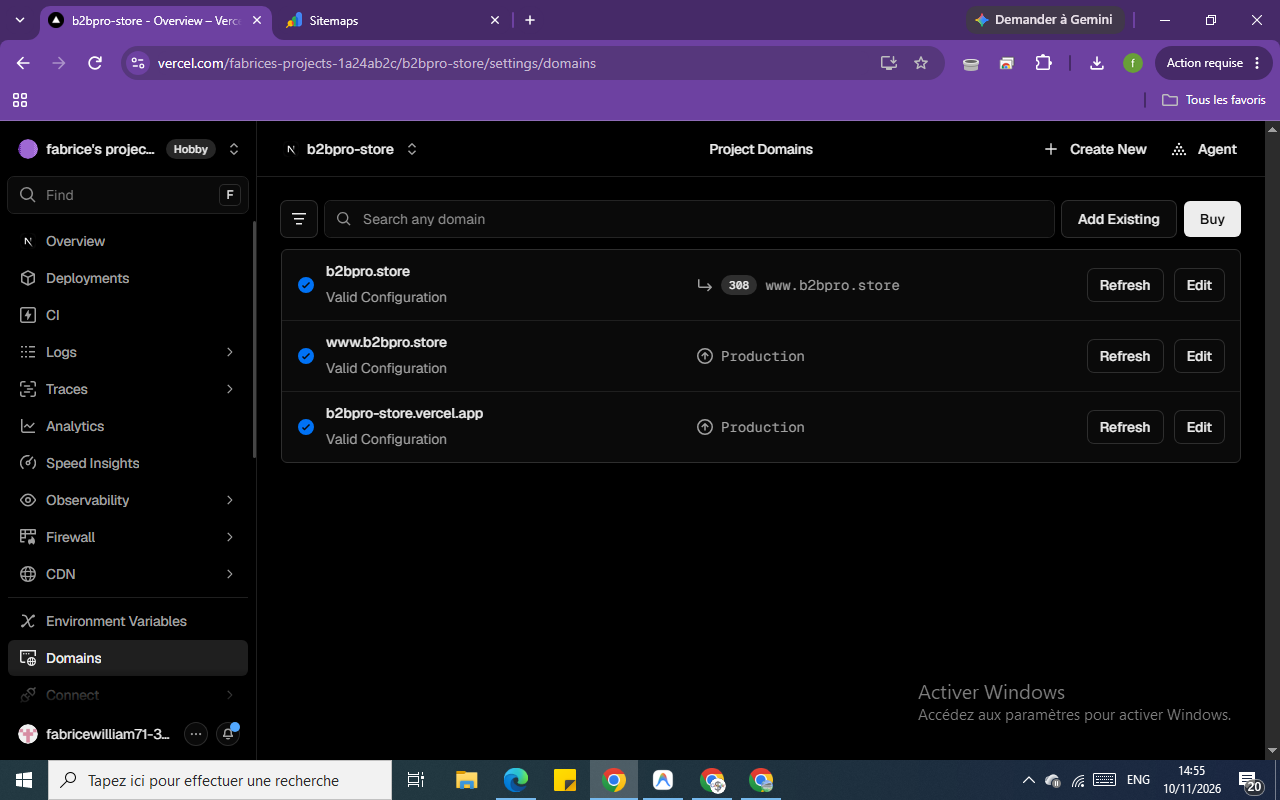 b2bpro-store - Overview – Verc
Sitemaps
Demander à Gemini
vercel.com/fabrices-projects-1a24ab2c/b2bpro-store/settings/domains
f
Action requise
Tous les favoris
fabrice's projec...
Hobby
b2bpro-store
Project Domains
Create New
Agent
Find
F
Search any domain
Add Existing
Buy
Overview
Deployments
CI
Logs
Traces
Analytics
Speed Insights
Observability
Firewall
CDN
Environment Variables
Domains
Connect
fabricewilliam71-3...
b2bpro.store
Valid Configuration
308
www.b2bpro.store
Refresh
Edit
www.b2bpro.store
Valid Configuration
Production
Refresh
Edit
b2bpro-store.vercel.app
Valid Configuration
Production
Refresh
Edit
Activer Windows
Accédez aux paramètres pour activer Windows.
Tapez ici pour effectuer une recherche
ENG
14:55
10/11/2026
20